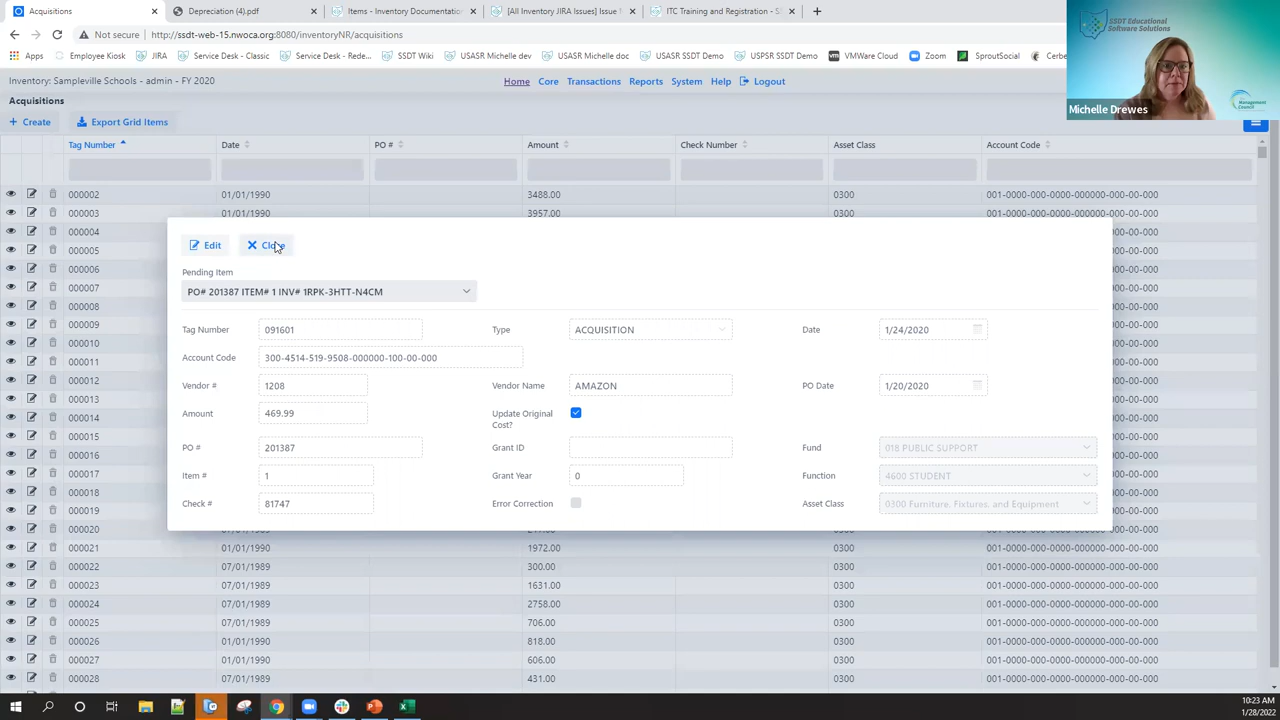 Acquisitions
Depreciation (4).pdf
Items - Inventory Documentation
[All Inventory JIRA Issues] Issue
ITC Training and Registration - S
Not secure | http://ssdt-web-15.nwoca.org:8080/inventoryNR/acquisitions
Apps Employee Kiosk JIRA Service Desk - Classic Service Desk - Rede... SSDT Wiki USASR Michelle dev USASR Michelle doc USASR SSDT Demo USPSR SSDT Demo VMWare Cloud Zoom SproutSocial Cerbe
SSDT Educational
Software Solutions
Management
Council
Michelle Drewes
Inventory: Sampleville Schools - admin - FY 2020
Home Core Transactions Reports System Help Logout
Acquisitions
Create Export Grid Items
Tag Number Date PO # Amount Check Number Asset Class Account Code
000002 01/01/1990 3488.00 0300 001-0000-000-0000-000000-000-00-000
000003 01/01/1990 3957.00 0300 001-0000-000-0000-000000-000-00-000
000004
000005
000006
000007
000008
000009
000010
000011
000012
000013
000014
000015
000016
000017
000018
000019
000020
Edit Close
Pending Item
PO# 201387 ITEM# 1 INV# 1RPK-3HTT-N4CM
Tag Number 091601 Type ACQUISITION Date 1/24/2020
Account Code 300-4514-519-9508-000000-100-00-000
Vendor # 1208 Vendor Name AMAZON PO Date 1/20/2020
Amount 469.99 Update Original
Cost?
PO # 201387 Grant ID Fund 018 PUBLIC SUPPORT
Item # 1 Grant Year 0 Function 4600 STUDENT
Check # 81747 Error Correction Asset Class 0300 Furniture, Fixtures, and Equipment
000021 01/01/1990 1972.00 0300 001-0000-000-0000-000000-000-00-000
000022 07/01/1989 300.00 0300 001-0000-000-0000-000000-000-00-000
000023 07/01/1989 1631.00 0300 001-0000-000-0000-000000-000-00-000
000024 07/01/1989 2758.00 0300 001-0000-000-0000-000000-000-00-000
000025 07/01/1989 706.00 0300 001-0000-000-0000-000000-000-00-000
000026 01/01/1990 818.00 0300 001-0000-000-0000-000000-000-00-000
000027 01/01/1990 606.00 0300 001-0000-000-0000-000000-000-00-000
000028 07/01/1989 431.00 0300 001-0000-000-0000-000000-000-00-000
10:23 AM
1/28/2022